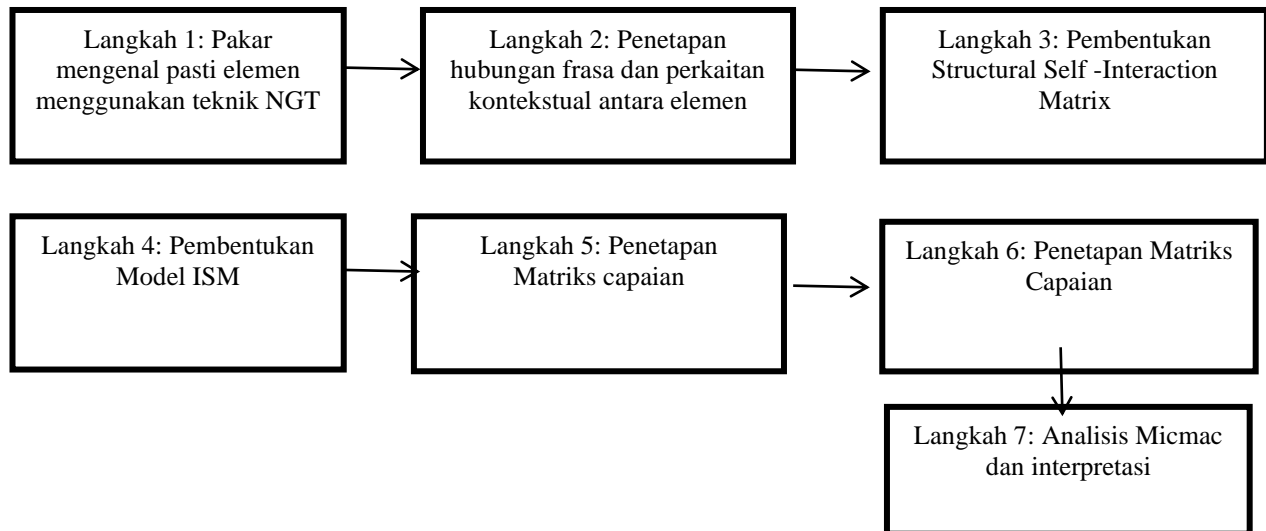 Langkah 1: Pakar
mengenal pasti elemen
menggunakan teknik NGT
Langkah 2: Penetapan
hubungan frasa dan perkaitan
kontekstual antara elemen
Langkah 3: Pembentukan
Structural Self -Interaction
Matrix
Langkah 4: Pembentukan
Model ISM
Langkah 5: Penetapan
Matriks capaian
Langkah 6: Penetapan Matriks
Capaian
Langkah 7: Analisis Micmac
dan interpretasi